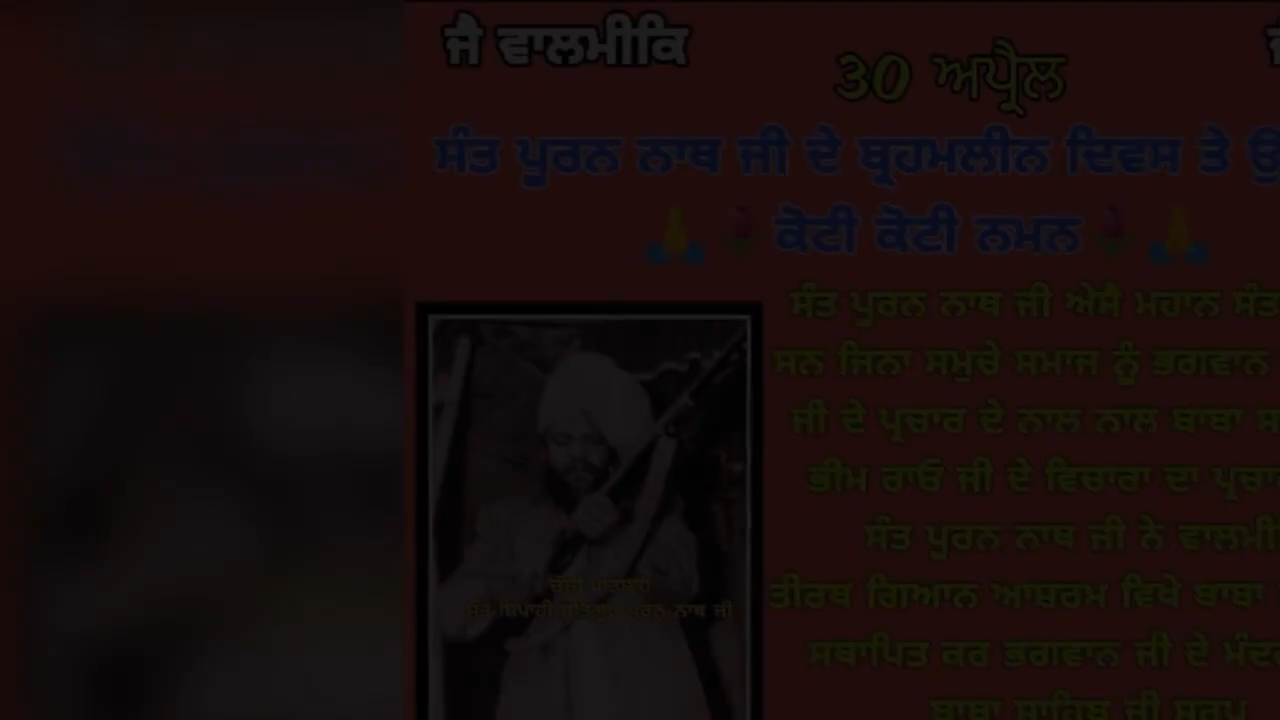 ਜੈ ਵਾਲਮੀਕਿ
30 ਅਪ੍ਰੈਲ
ਸੰਤ ਪੂਰਨ ਨਾਥ ਜੀ ਦੇ ਬ੍ਰਹਮਲੀਨ ਦਿਵਸ ਤੇ
🙏🌹ਕੋਟੀ ਕੋਟੀ ਨਮਨ🌹🙏
ਸੰਤ ਪੂਰਨ ਨਾਥ ਜੀ ਐਸੇ ਮਹਾਨ ਸੰਤ
ਸਨ ਜਿਨਾ ਸਮੁਚੇ ਸਮਾਜ ਨੂੰ ਭਗਵਾਨ
ਜੀ ਦੇ ਪ੍ਰਚਾਰ ਦੇ ਨਾਲ ਨਾਲ ਬਾਬਾ
ਭੀਮ ਰਾਓ ਜੀ ਦੇ ਵਿਚਾਰਾ ਦਾ
ਸੰਤ ਪੂਰਨ ਨਾਥ ਜੀ ਨੇ
ਤੀਰਥ ਗਿਆਨ ਆਸ਼ਰਮ ਵਿਖੇ ਬਾਬਾ
ਸਥਾਪਿਤ ਕਰ ਭਗਵਾਨ ਜੀ ਦੇ
ਬਾਬਾ ਸਾਹਿਬ ਜੀ
ਸੰਤ ਸਿਪਾਹੀ ਪੂਰਨ ਨਾਥ ਜੀ